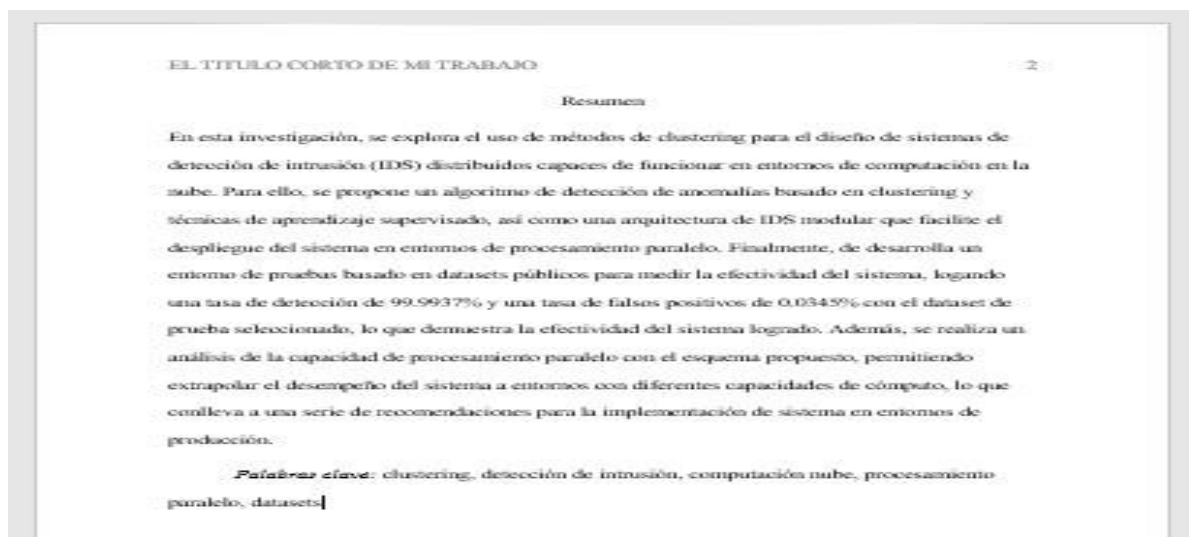 EL TITULO CORTO DE MI TRABAJO 2
Resumen
En esta investigación, se explora el uso de métodos de clustering para el diseño de sistemas de
detección de intrusión (IDS) distribuidos capaces de funcionar en entornos de computación en la
nube. Para ello, se propone un algoritmo de detección de anomalías basado en clustering y
técnicas de aprendizaje supervisado, así como una arquitectura de IDS modular que facilite el
despliegue del sistema en entornos de procesamiento paralelo. Finalmente, de desarrolla un
entorno de pruebas basado en datasets públicos para medir la efectividad del sistema, logando
una tasa de detección de 99.9937% y una tasa de falsos positivos de 0.0345% con el dataset de
prueba seleccionado, lo que demuestra la efectividad del sistema logrado. Además, se realiza un
análisis de la capacidad de procesamiento paralelo con el esquema propuesto, permitiendo
extrapolar el desempeño del sistema a entornos con diferentes capacidades de cómputo, lo que
conlleva a una serie de recomendaciones para la implementación de sistema en entornos de
producción.
Palabras clave: clustering, detección de intrusión, computación nube, procesamiento
paralelo, datasets